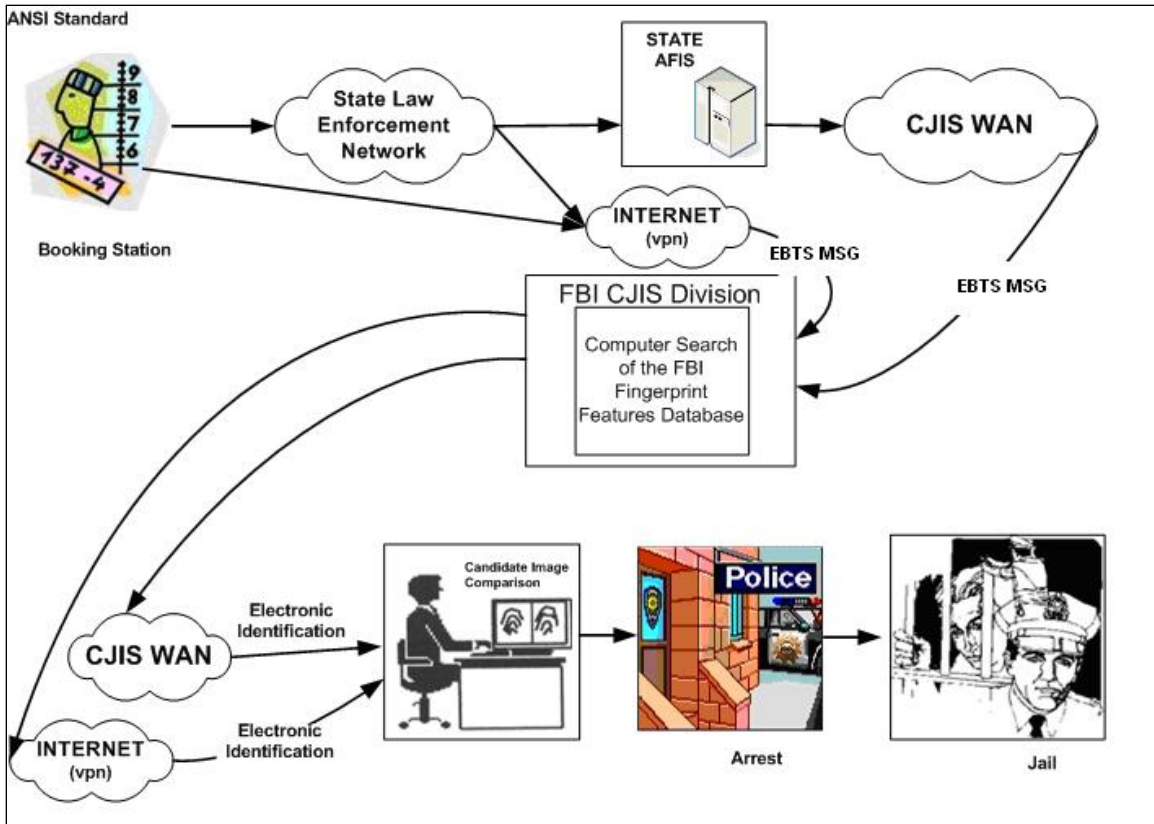 ANSI Standard
9
8
7
6
137-4
Booking Station
State Law
Enforcement
Network
STATE
AFIS
CJIS WAN
INTERNET
(vpn)
EBTS MSG
EBTS MSG
FBI CJIS Division
Computer Search
of the FBI
Fingerprint
Features Database
CJIS WAN
Electronic
Identification
INTERNET
(vpn)
Electronic
Identification
Candidate Image
Comparison
Police
Arrest
Jail